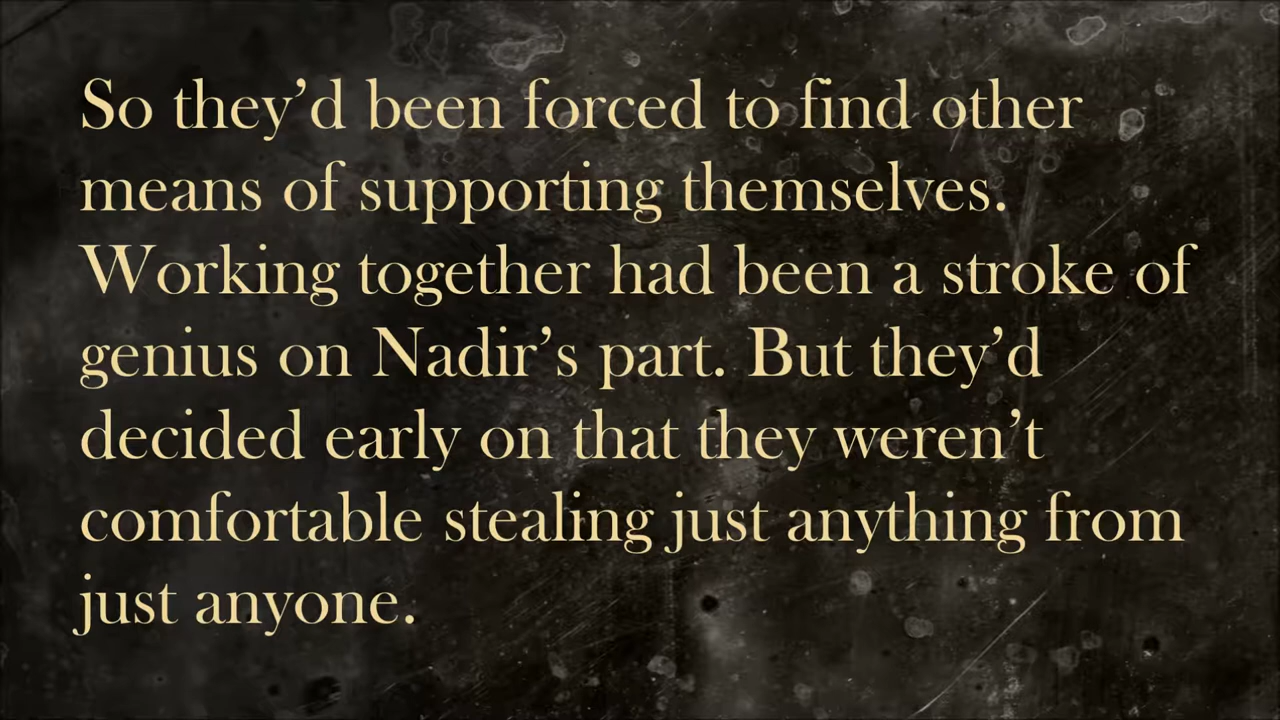 So they’d been forced to find other
means of supporting themselves.
Working together had been a stroke of
genius on Nadir’s part. But they’d
decided early on that they weren’t
comfortable stealing just anything from
just anyone.